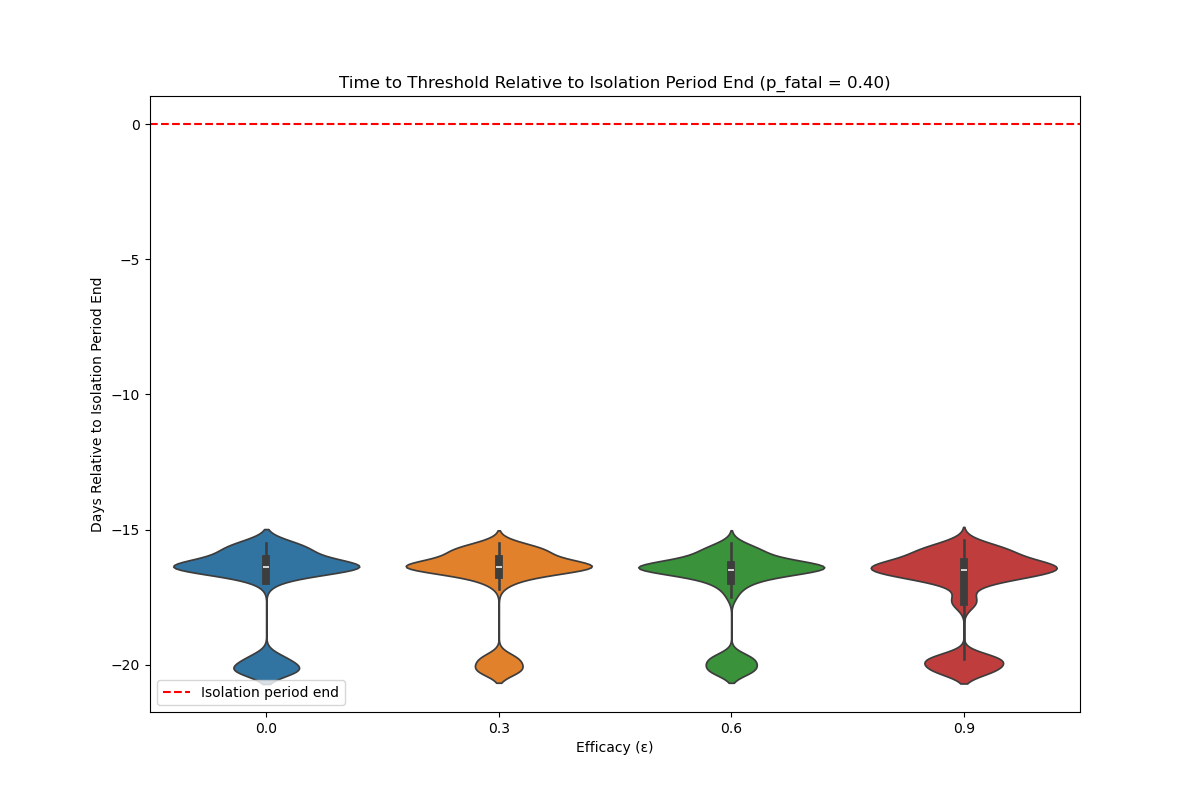 Time to Threshold Relative to Isolation Period End (p_fatal = 0.40)
Days Relative to Isolation Period End
0
−5
−10
−15
−20
Isolation period end
0.0
0.3
0.6
0.9
Efficacy (ε)